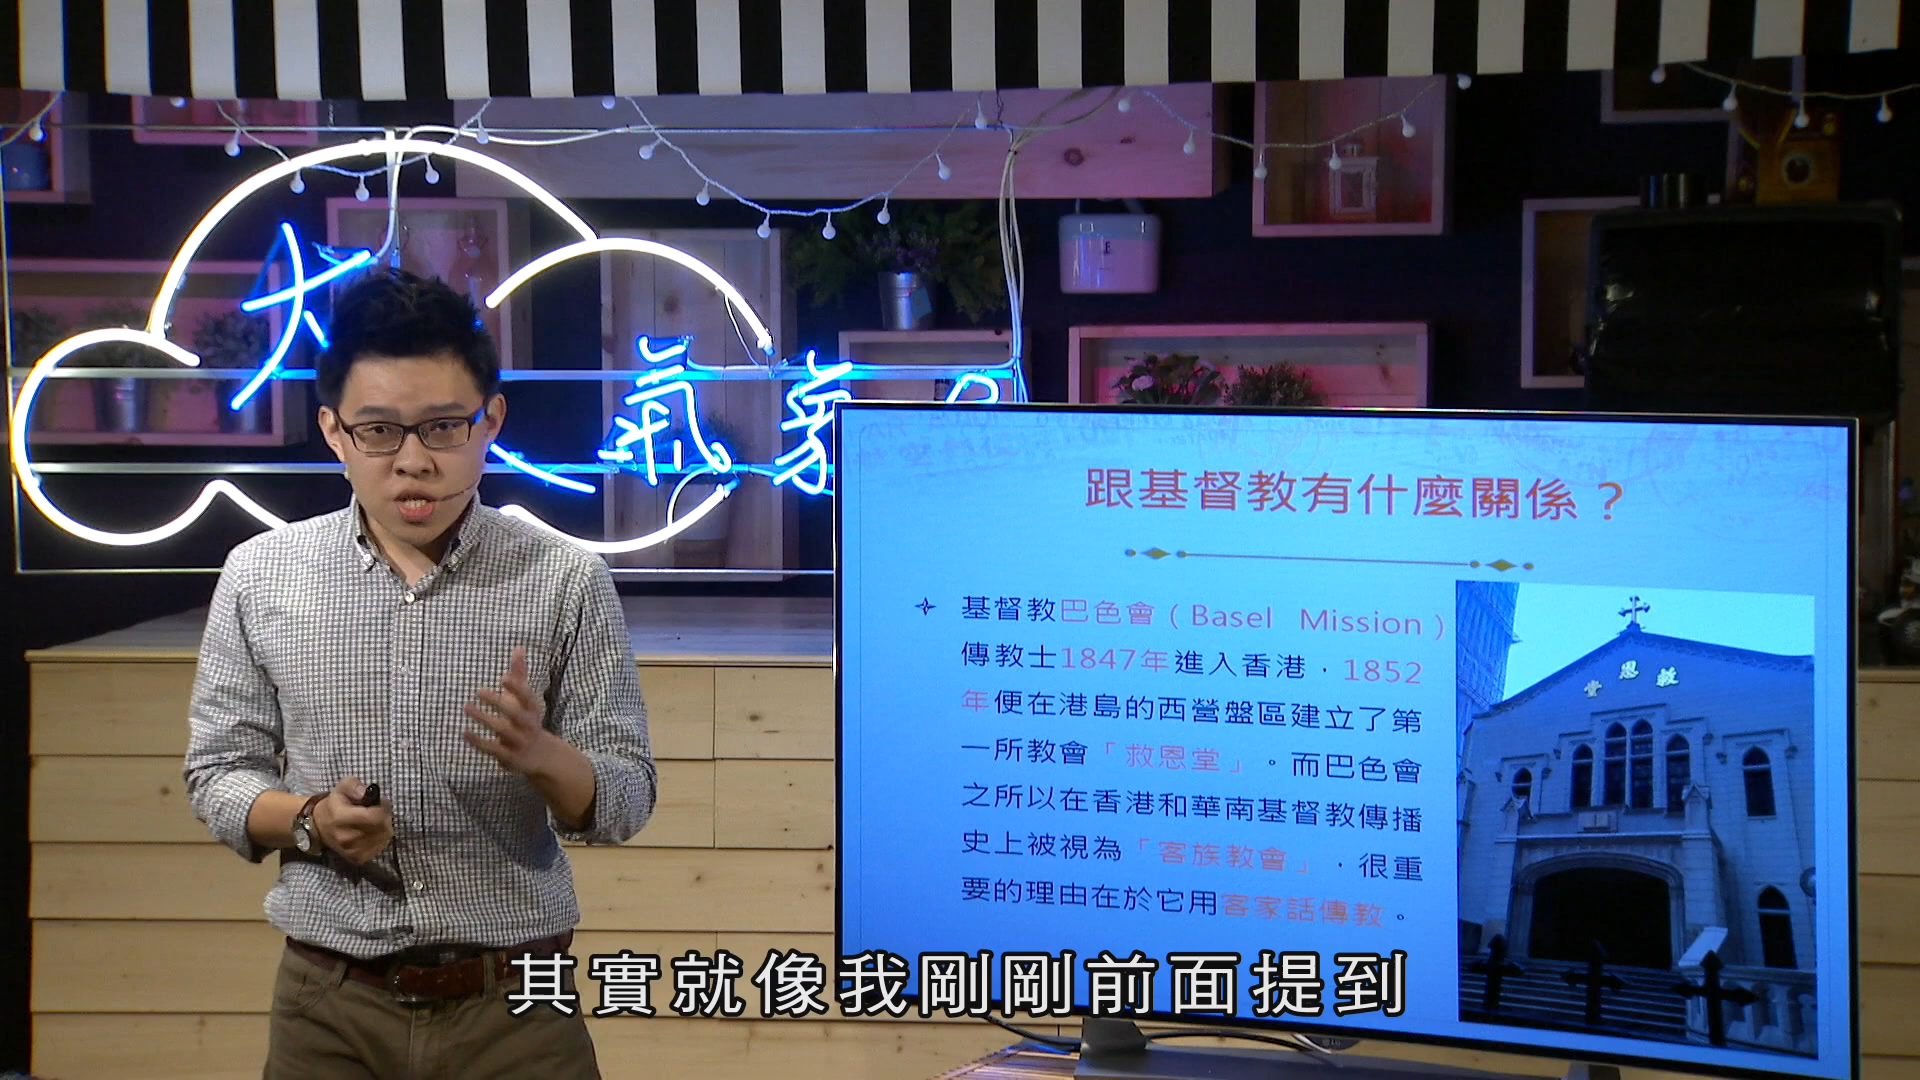 大氣象
跟基督教有什麼關係？
基督教巴色會（Basel Mission）
傳教士1847年進入香港，1852
年便在港島的西營盤區建立了第
一所教會「救恩堂」。而巴色會
之所以在香港和華南基督教傳播
史上被視為「客族教會」，很重
要的理由在於它用客家話傳教。
救恩堂
其實就像我剛剛前面提到